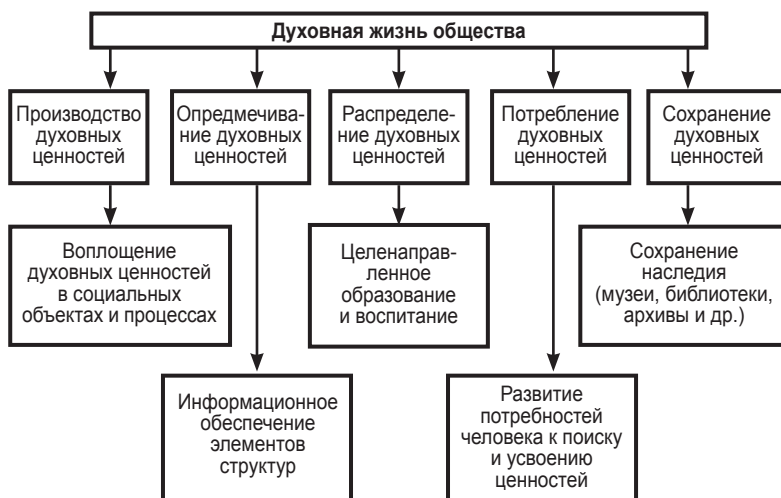 Духовная жизнь общества
Производство
духовных
ценностей
Опредмечива-
ние духовных
ценностей
Распределе-
ние духовных
ценностей
Потребление
духовных
ценностей
Сохранение
духовных
ценностей
Воплощение
духовных ценностей
в социальных
объектах и процессах
Целенаправ-
ленное
образование
и воспитание
Сохранение
наследия
(музеи, библиотеки,
архивы и др.)
Информационное
обеспечение
элементов
структур
Развитие
потребностей
человека к поиску
и усвоению
ценностей